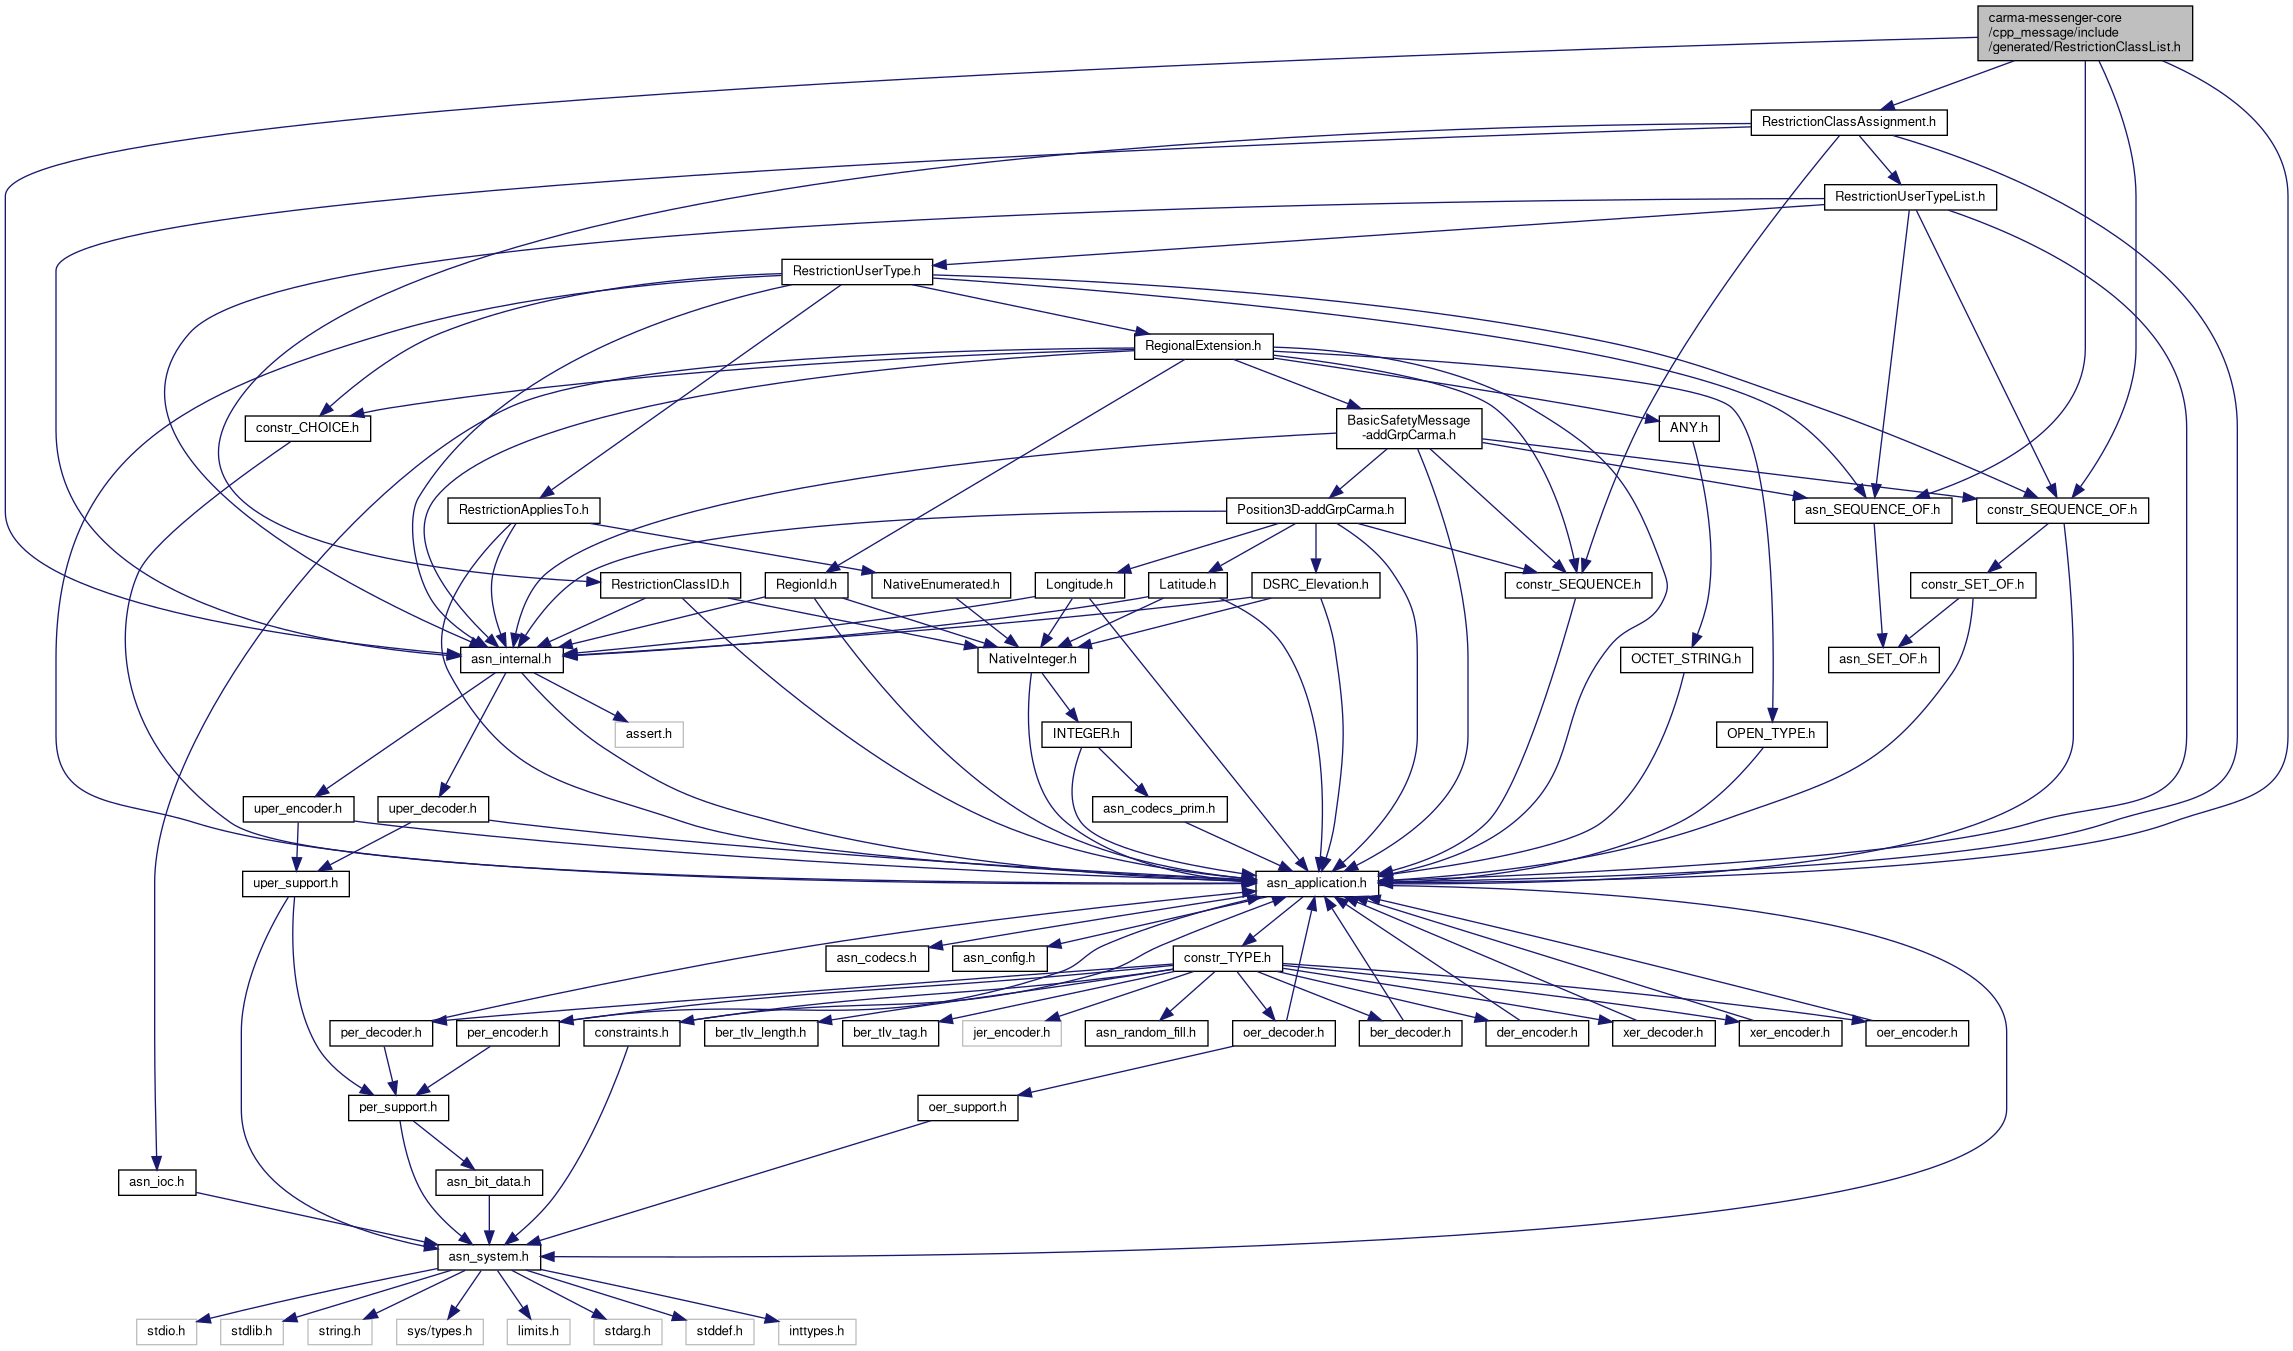 carma-messenger-core
/cpp_message/include
/generated/RestrictionClassList.h
RestrictionClassAssignment.h
RestrictionUserTypeList.h
RestrictionUserType.h
RegionalExtension.h
constr_CHOICE.h
BasicSafetyMessage
-addGrpCarma.h
ANY.h
RestrictionAppliesTo.h
Position3D-addGrpCarma.h
asn_SEQUENCE_OF.h
constr_SEQUENCE_OF.h
RestrictionClassID.h
RegionId.h
NativeEnumerated.h
Longitude.h
Latitude.h
DSRC_Elevation.h
constr_SEQUENCE.h
constr_SET_OF.h
asn_internal.h
NativeInteger.h
OCTET_STRING.h
asn_SET_OF.h
assert.h
INTEGER.h
OPEN_TYPE.h
uper_encoder.h
uper_decoder.h
asn_codecs_prim.h
uper_support.h
asn_application.h
asn_codecs.h
asn_config.h
constr_TYPE.h
per_decoder.h
per_encoder.h
constraints.h
ber_tlv_length.h
ber_tlv_tag.h
jer_encoder.h
asn_random_fill.h
oer_decoder.h
ber_decoder.h
der_encoder.h
xer_decoder.h
xer_encoder.h
oer_encoder.h
per_support.h
oer_support.h
asn_ioc.h
asn_bit_data.h
asn_system.h
stdio.h
stdlib.h
string.h
sys/types.h
limits.h
stdarg.h
stddef.h
inttypes.h